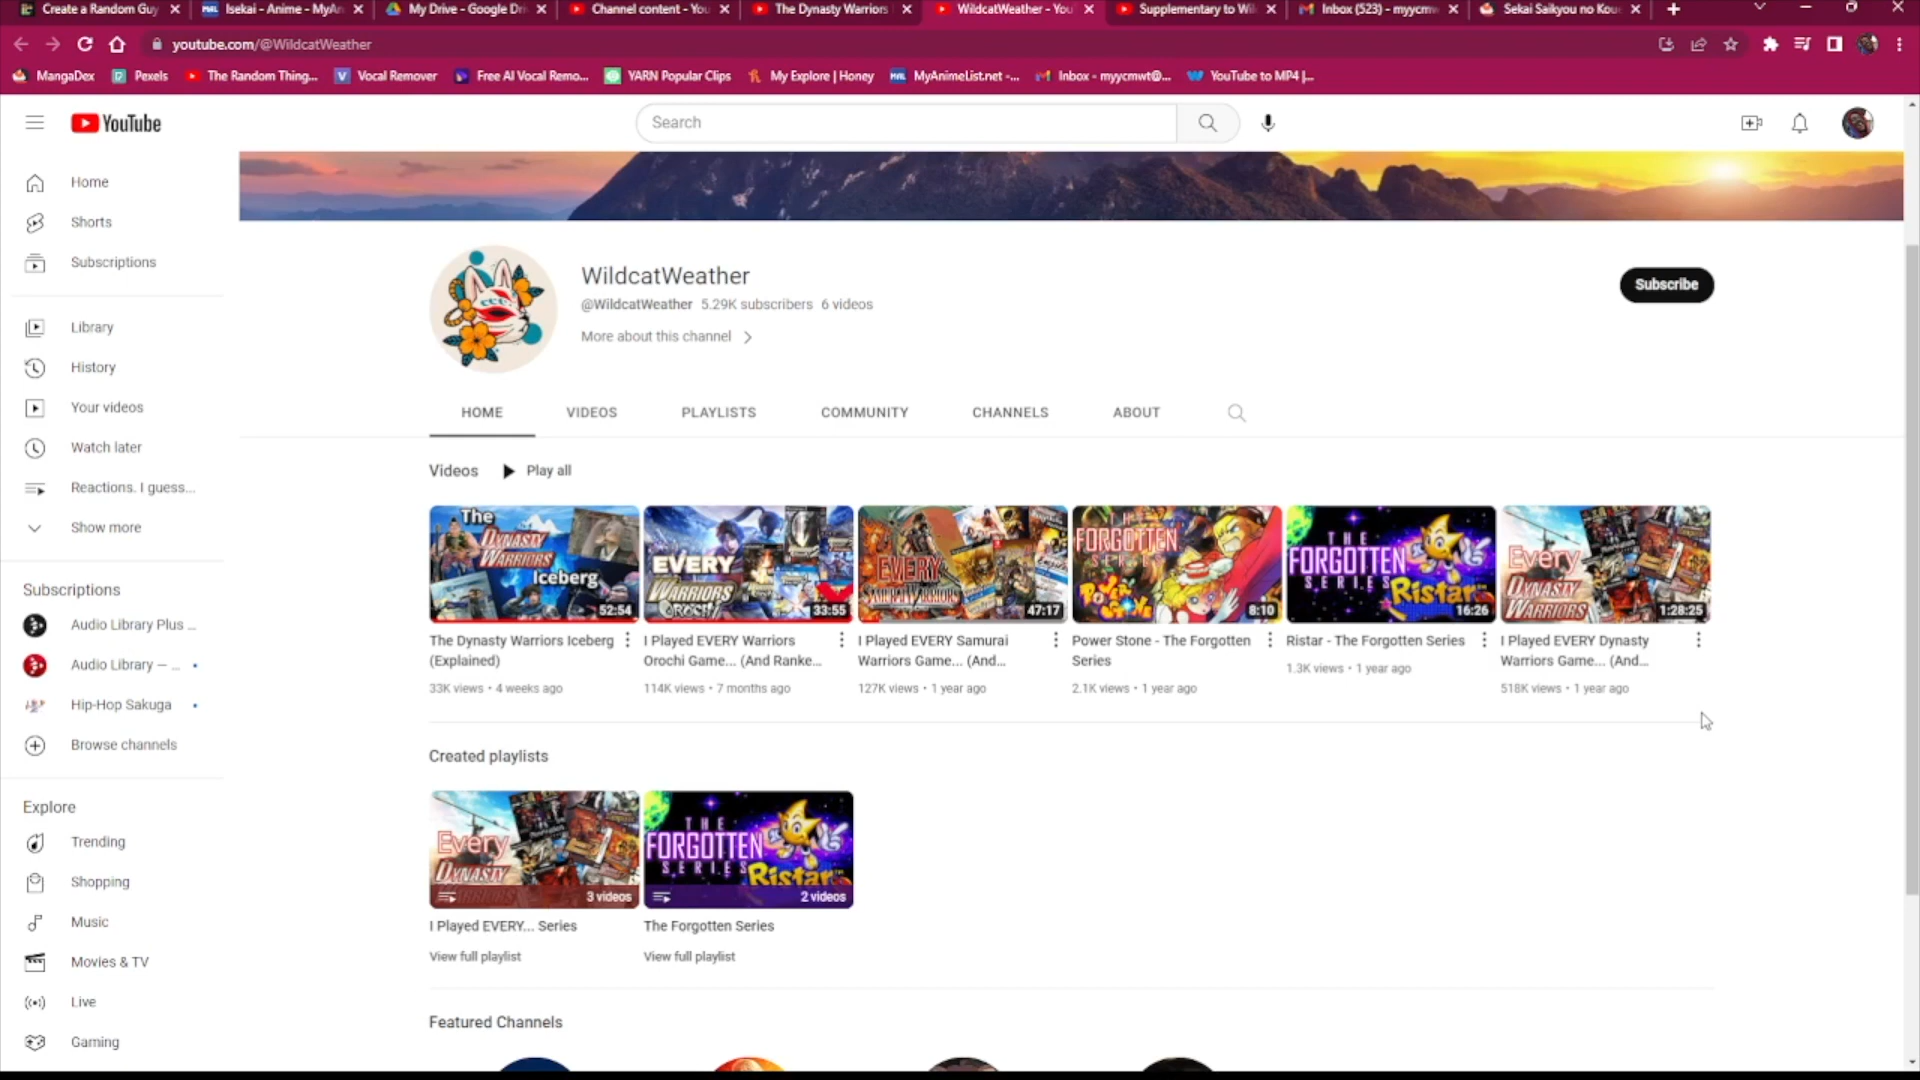 Create a Random Guy
Isekai - Anime - MyAn
My Drive - Google Dri
Channel content - You
The Dynasty Warriors
WildcatWeather - You
Supplementary to Wil
Inbox (523) - myycmw
Sekai Saikyou no Kou
youtube.com/@WildcatWeather
MangaDex
Pexels
The Random Thing...
Vocal Remover
Free AI Vocal Remo...
YARN Popular Clips
My Explore | Honey
MyAnimeList.net -...
Inbox - myycmwt@...
YouTube to MP4 |...
YouTube
Search
Home
Shorts
Subscriptions
Library
History
Your videos
Watch later
Reactions. I guess...
Show more
Subscriptions
Audio Library Plus ...
Audio Library — ...
Hip-Hop Sakuga
Browse channels
Explore
Trending
Shopping
Music
Movies & TV
Live
Gaming
WildcatWeather
@WildcatWeather 5.29K subscribers 6 videos
More about this channel
Subscribe
HOME
VIDEOS
PLAYLISTS
COMMUNITY
CHANNELS
ABOUT
Videos
Play all
The
DYNASTY
WARRIORS
Iceberg
52:54
The Dynasty Warriors Iceberg
(Explained)
33K views • 4 weeks ago
EVERY
WARRIORS
OROCHI
33:55
I Played EVERY Warriors
Orochi Game... (And Ranke...
114K views • 7 months ago
EVERY
SAMURAI WARRIORS
47:17
I Played EVERY Samurai
Warriors Game... (And...
127K views • 1 year ago
THE
FORGOTTEN
SERIES
POWER STONE
8:10
Power Stone - The Forgotten
Series
2.1K views • 1 year ago
THE
FORGOTTEN
SERIES
Ristar
16:26
Ristar - The Forgotten Series
1.3K views • 1 year ago
Every
DYNASTY
WARRIORS
1:28:25
I Played EVERY Dynasty
Warriors Game... (And...
518K views • 1 year ago
Created playlists
Every
DYNASTY
WARRIORS
3 videos
I Played EVERY... Series
View full playlist
THE
FORGOTTEN
SERIES
Ristar
2 videos
The Forgotten Series
View full playlist
Featured Channels